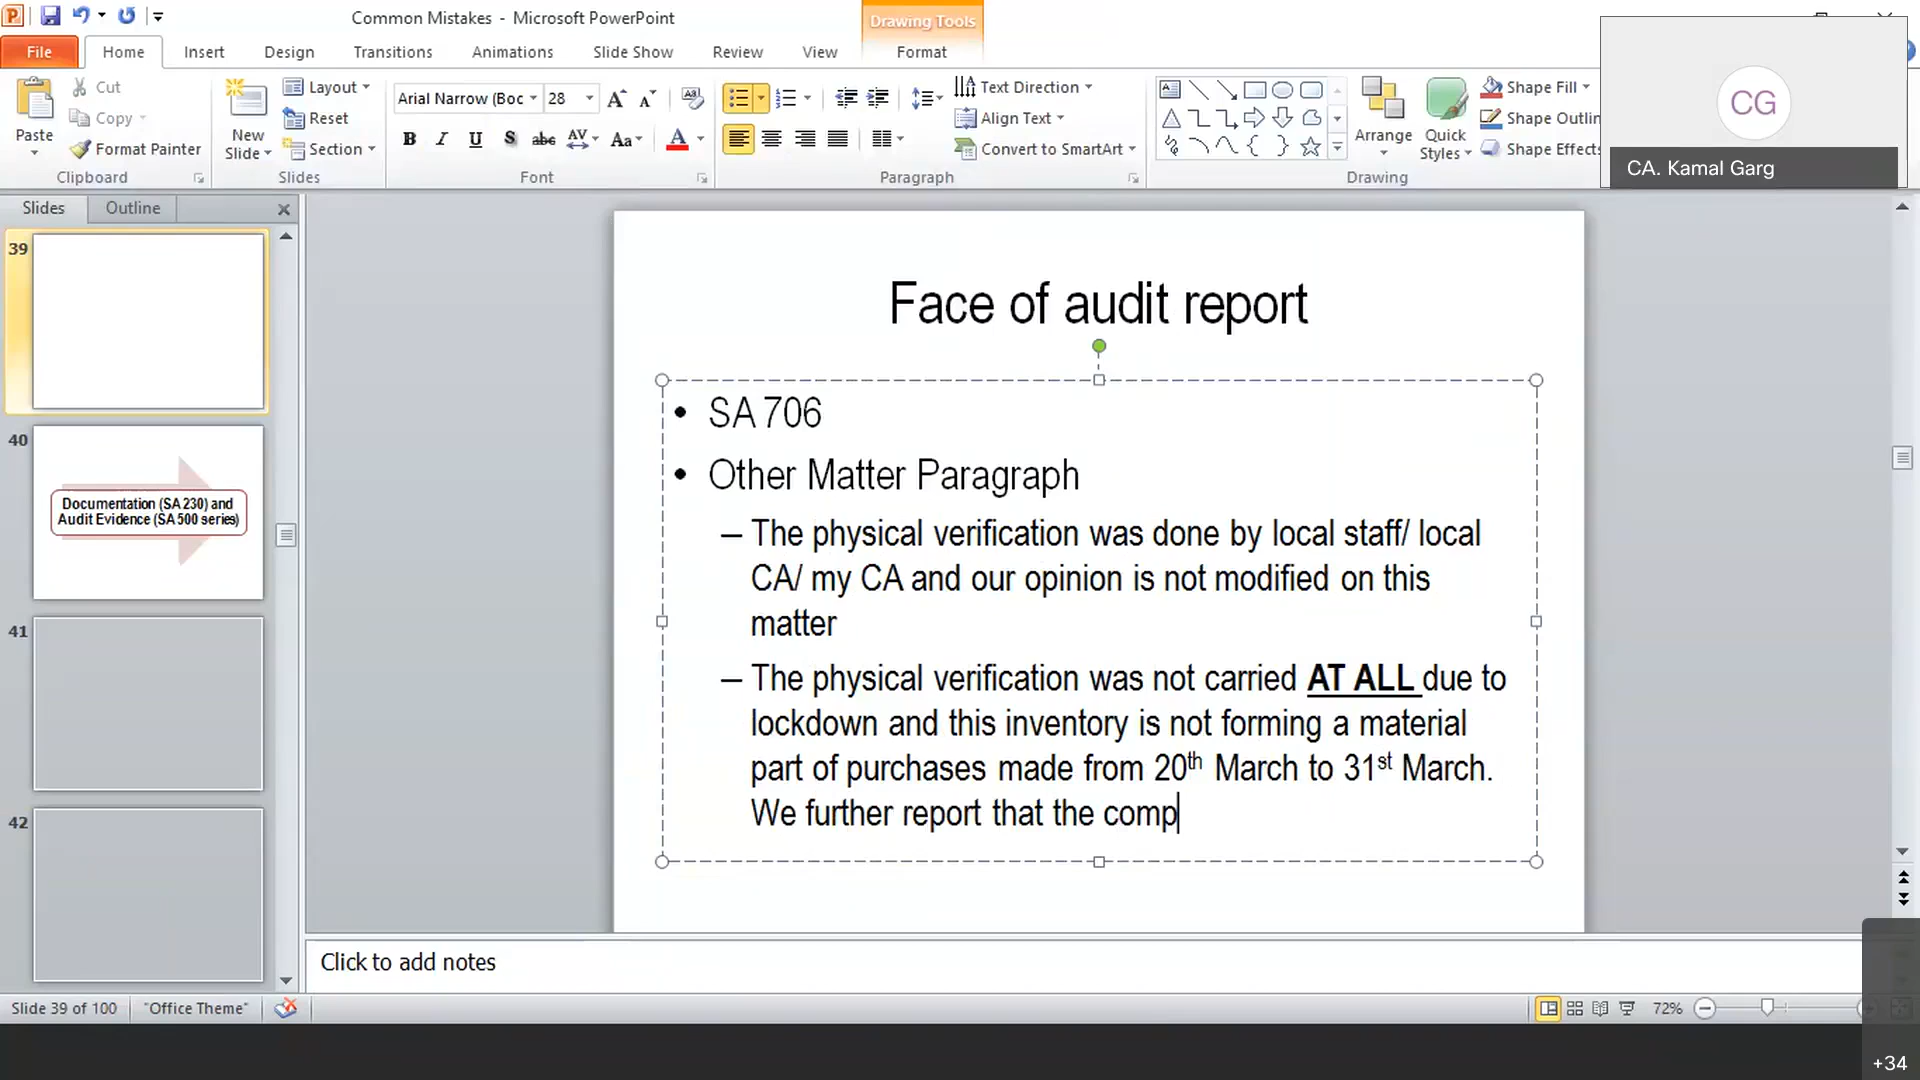 Common Mistakes - Microsoft PowerPoint
Drawing Tools
File Home Insert Design Transitions Animations Slide Show Review View Format
Paste
Cut
Copy
Format Painter
Clipboard
New
Slide
Layout
Reset
Section
Slides
Arial Narrow (Boc 28
Font
Text Direction
Align Text
Convert to SmartArt
Paragraph
Arrange
Quick
Styles
Shape Fill
Shape Outlin
Shape Effects
Drawing
CG
CA. Kamal Garg
Slides Outline
39
40
Documentation (SA 230) and
Audit Evidence (SA 500 series)
41
42
Face of audit report
• SA 706
• Other Matter Paragraph
– The physical verification was done by local staff/ local
CA/ my CA and our opinion is not modified on this
matter
– The physical verification was not carried AT ALL due to
lockdown and this inventory is not forming a material
part of purchases made from 20th March to 31st March.
We further report that the comp
Click to add notes
Slide 39 of 100 "Office Theme" 72%
+34